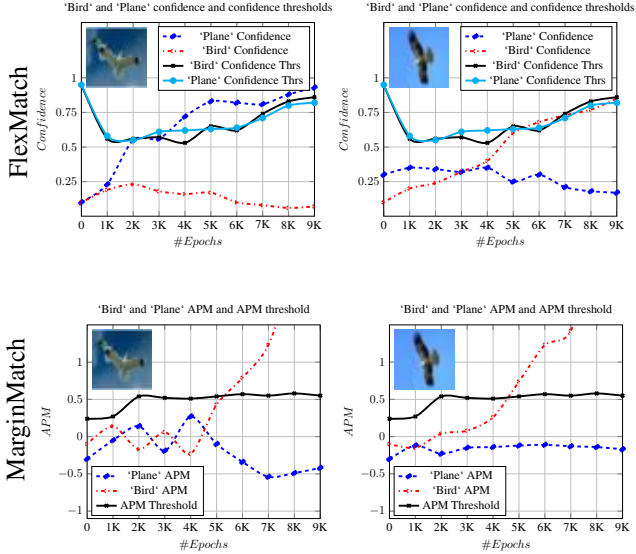 'Bird' and 'Plane' confidence and confidence thresholds
'Plane' Confidence
'Bird' Confidence
'Bird' Confidence Thrs
'Plane' Confidence Thrs
FlexMatch
Confidence
1
0.75
0.5
0.25
0 1K 2K 3K 4K 5K 6K 7K 8K 9K
#Epochs
'Bird' and 'Plane' confidence and confidence thresholds
'Plane' Confidence
'Bird' Confidence
'Bird' Confidence Thrs
'Plane' Confidence Thrs
Confidence
1
0.75
0.5
0.25
0 1K 2K 3K 4K 5K 6K 7K 8K 9K
#Epochs
'Bird' and 'Plane' APM and APM threshold
MarginMatch
APM
1
0.5
0
−0.5
−1
'Plane APM
'Bird' APM
APM Threshold
0 1K 2K 3K 4K 5K 6K 7K 8K 9K
#Epochs
'Bird' and 'Plane' APM and APM threshold
APM
1
0.5
0
−0.5
−1
'Plane' APM
'Bird' APM
APM Threshold
0 1K 2K 3K 4K 5K 6K 7K 8K 9K
#Epochs